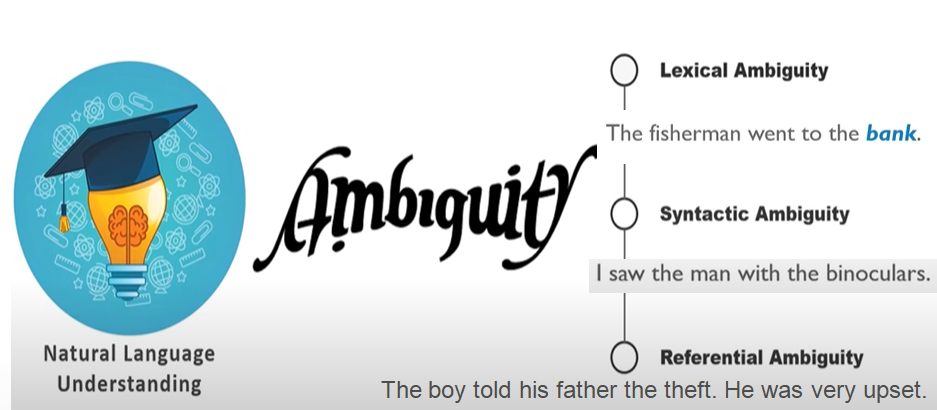 Natural Language
Understanding
Ambiguity
Lexical Ambiguity
The fisherman went to the bank.
Syntactic Ambiguity
I saw the man with the binoculars.
Referential Ambiguity
The boy told his father the theft. He was very upset.